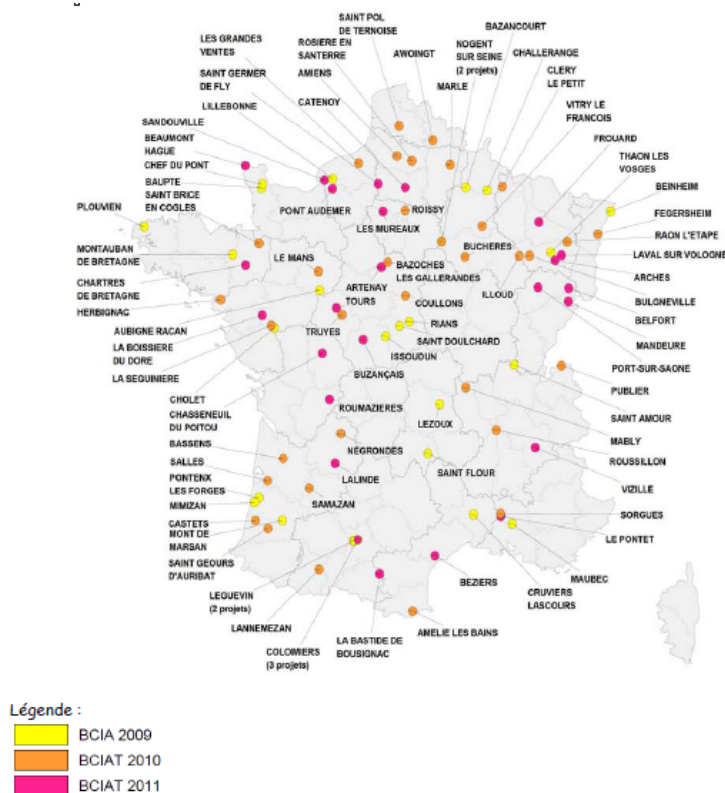 SAINT POL
DE TERNOISE
LES GRANDES
VENTES
ROSIERE EN
SANTERRE
AWOINGT
NOGENT
SUR SEINE
(2 projets)
BAZANCOURT
CHALLERANGE
SAINT GERMER
DE FLY
AMIENS
MARLE
CLERY
LE PETIT
LILLEBONNE
CATENOY
VITRY LE
FRANCOIS
SANDOUVILLE
FROUARD
BEAUMONT
HAGUE
THAON LES
VOSGES
CHEF DU PONT
BEINHEIM
BAUPTE
SAINT BRICE
EN COGLES
FEGERSHEIM
PLOUVIEN
PONT AUDEMER
ROISSY
RAON L'ETAPE
LES MUREAUX
MONTAUBAN
DE BRETAGNE
LE MANS
BUCHERES
LAVAL SUR VOLOGNE
BAZOCHES
LES GALLERANDES
ARCHES
CHARTRES
DE BRETAGNE
ARTENAY
TOURS
ILLOUD
BULGNEVILLE
HERBIGNAC
COULLONS
BELFORT
AUBIGNE RACAN
TRUYES
RIANS
MANDEURE
LA BOISSIERE
DU DORE
SAINT DOULCHARD
PORT-SUR-SAONE
LA SEGUINIERE
ISSOUDUN
BUZANÇAIS
PUBLIER
CHOLET
SAINT AMOUR
CHASSENEUIL
DU POITOU
ROUMAZIERES
LEZOUX
MABLY
BASSENS
NEGRONDES
ROUSSILLON
SALLES
SAINT FLOUR
PONTENX
LES FORGES
LALINDE
VIZILLE
MIMIZAN
SAMAZAN
SORGUES
CASTETS
MONT DE
MARSAN
LE PONTET
SAINT GEOURS
D'AURIBAT
MAUBEC
LEGUEVIN
(2 projets)
BEZIERS
CRUVIERS
LASCOURS
LANNEMEZAN
AMELIE LES BAINS
COLOMIERS
(3 projets)
LA BASTIDE DE
BOUSIGNAC
Légende :
BCIA 2009
BCIAT 2010
BCIAT 2011